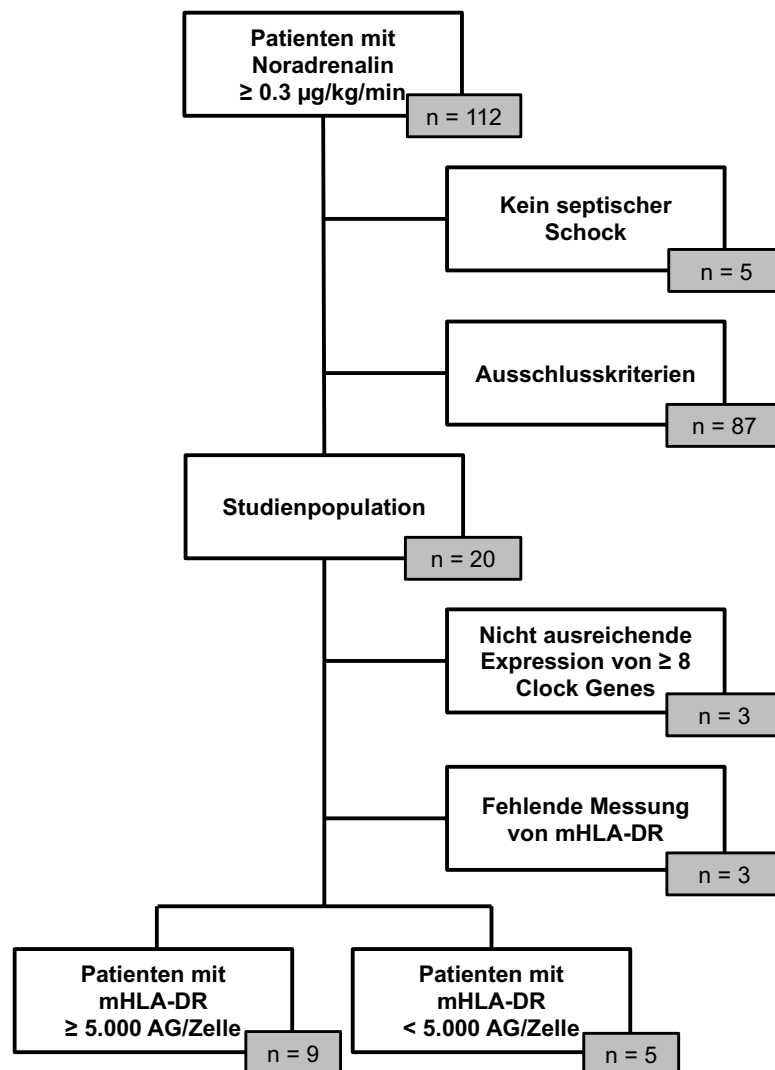 Patienten mit
Noradrenalin
≥ 0.3 µg/kg/min
n = 112
Kein septischer
Schock
n = 5
Ausschlusskriterien
n = 87
Studienpopulation
n = 20
Nicht ausreichende
Expression von ≥ 8
Clock Genes
n = 3
Fehlende Messung
von mHLA-DR
n = 3
Patienten mit
mHLA-DR
≥ 5.000 AG/Zelle
n = 9
Patienten mit
mHLA-DR
< 5.000 AG/Zelle
n = 5